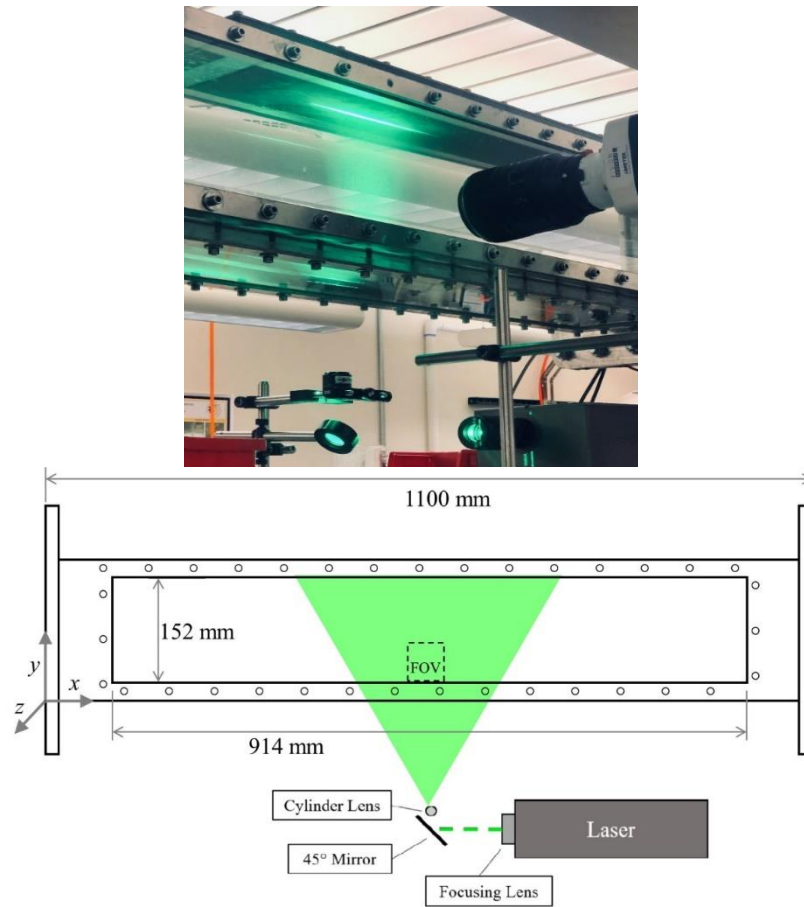 1100 mm
152 mm
FOV
y
x
z
914 mm
Cylinder Lens
45° Mirror
Laser
Focusing Lens